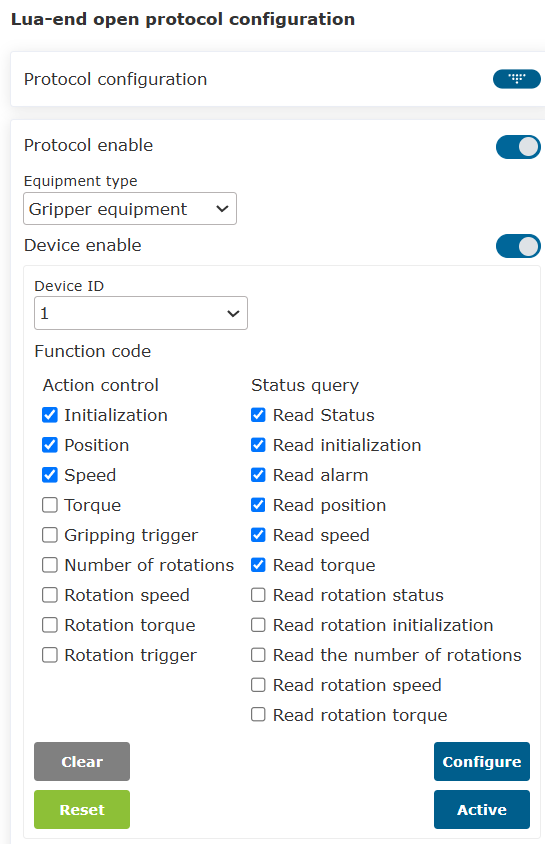 Lua-end open protocol configuration
Protocol configuration
Protocol enable
Equipment type
Gripper equipment
Device enable
Device ID
1
Function code
Action control Status query
Initialization Read Status
Position Read initialization
Speed Read alarm
Torque Read position
Gripping trigger Read speed
Number of rotations Read torque
Rotation speed Read rotation status
Rotation torque Read rotation initialization
Rotation trigger Read the number of rotations
Read rotation speed
Read rotation torque
Clear Configure
Reset Active